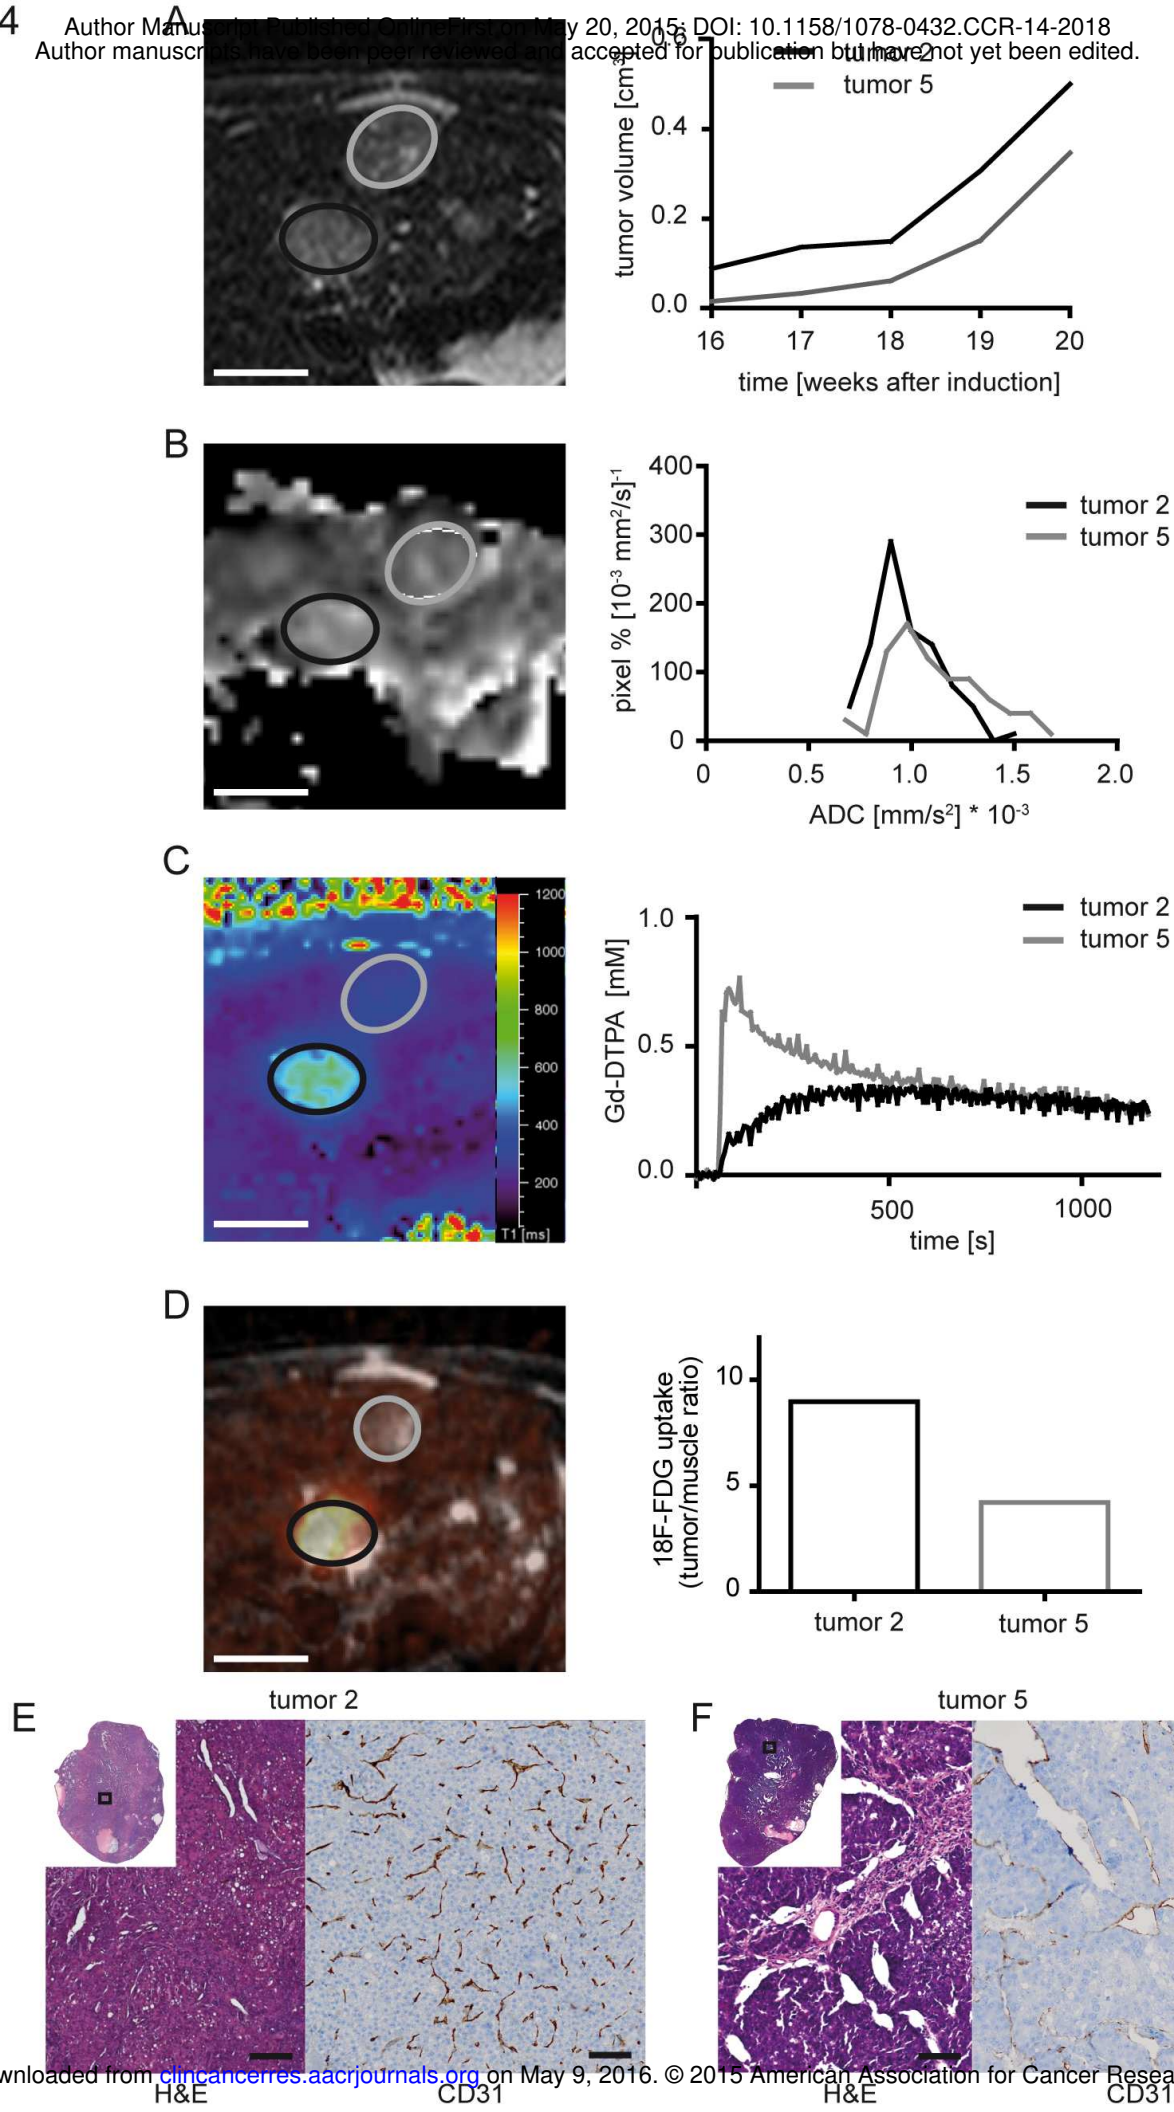 4
A
Author Manuscript Published OnlineFirst on May 20, 2015; DOI: 10.1158/1078-0432.CCR-14-2018
Author manuscripts have been peer reviewed and accepted for publication but have not yet been edited.
tumor volume [cm³]
0.6
0.4
0.2
0.0
tumor 2
tumor 5
16 17 18 19 20
time [weeks after induction]
B
pixel % [10⁻³ mm²/s]⁻¹
400
300
200
100
0
tumor 2
tumor 5
0 0.5 1.0 1.5 2.0
ADC [mm/s²] * 10⁻³
C
1200
1000
800
600
400
200
T1 [ms]
Gd-DTPA [mM]
1.0
0.5
0.0
tumor 2
tumor 5
500 1000
time [s]
D
18F-FDG uptake
(tumor/muscle ratio)
10
5
0
tumor 2 tumor 5
E
tumor 2
F
tumor 5
wnloaded from clincancerres.aacrjournals.org on May 9, 2016. © 2015 American Association for Cancer Resea
H&E CD31
H&E CD31